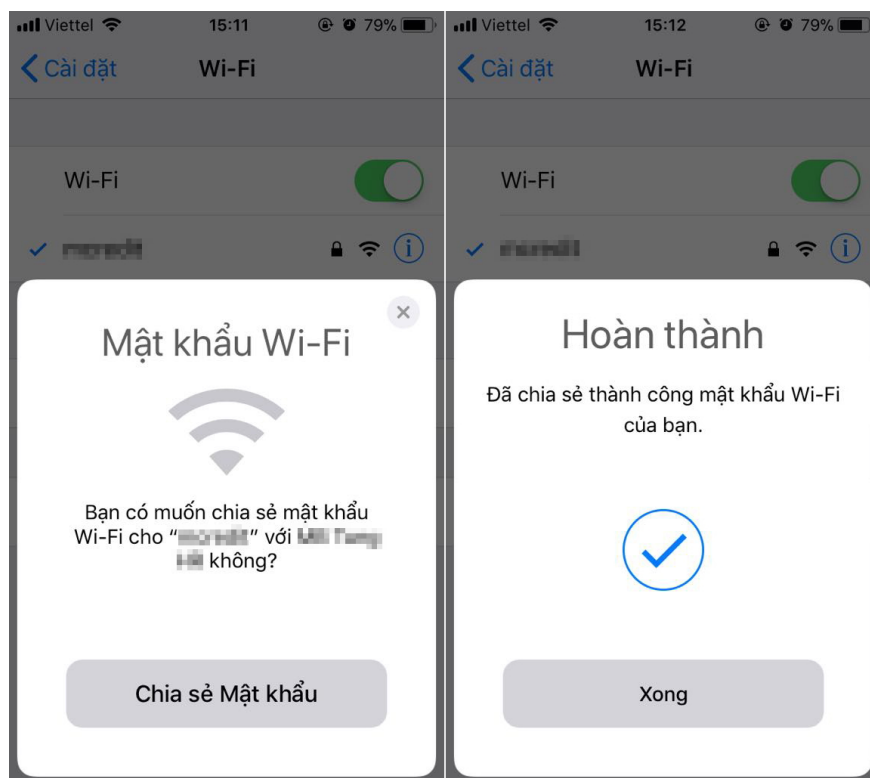 Viettel 15:11 79%
Cài đặt Wi-Fi
Wi-Fi
Mật khẩu Wi-Fi
Bạn có muốn chia sẻ mật khẩu
Wi-Fi cho “ ” với
không?
Chia sẻ Mật khẩu
Viettel 15:12 79%
Cài đặt Wi-Fi
Wi-Fi
Hoàn thành
Đã chia sẻ thành công mật khẩu Wi-Fi
của bạn.
Xong